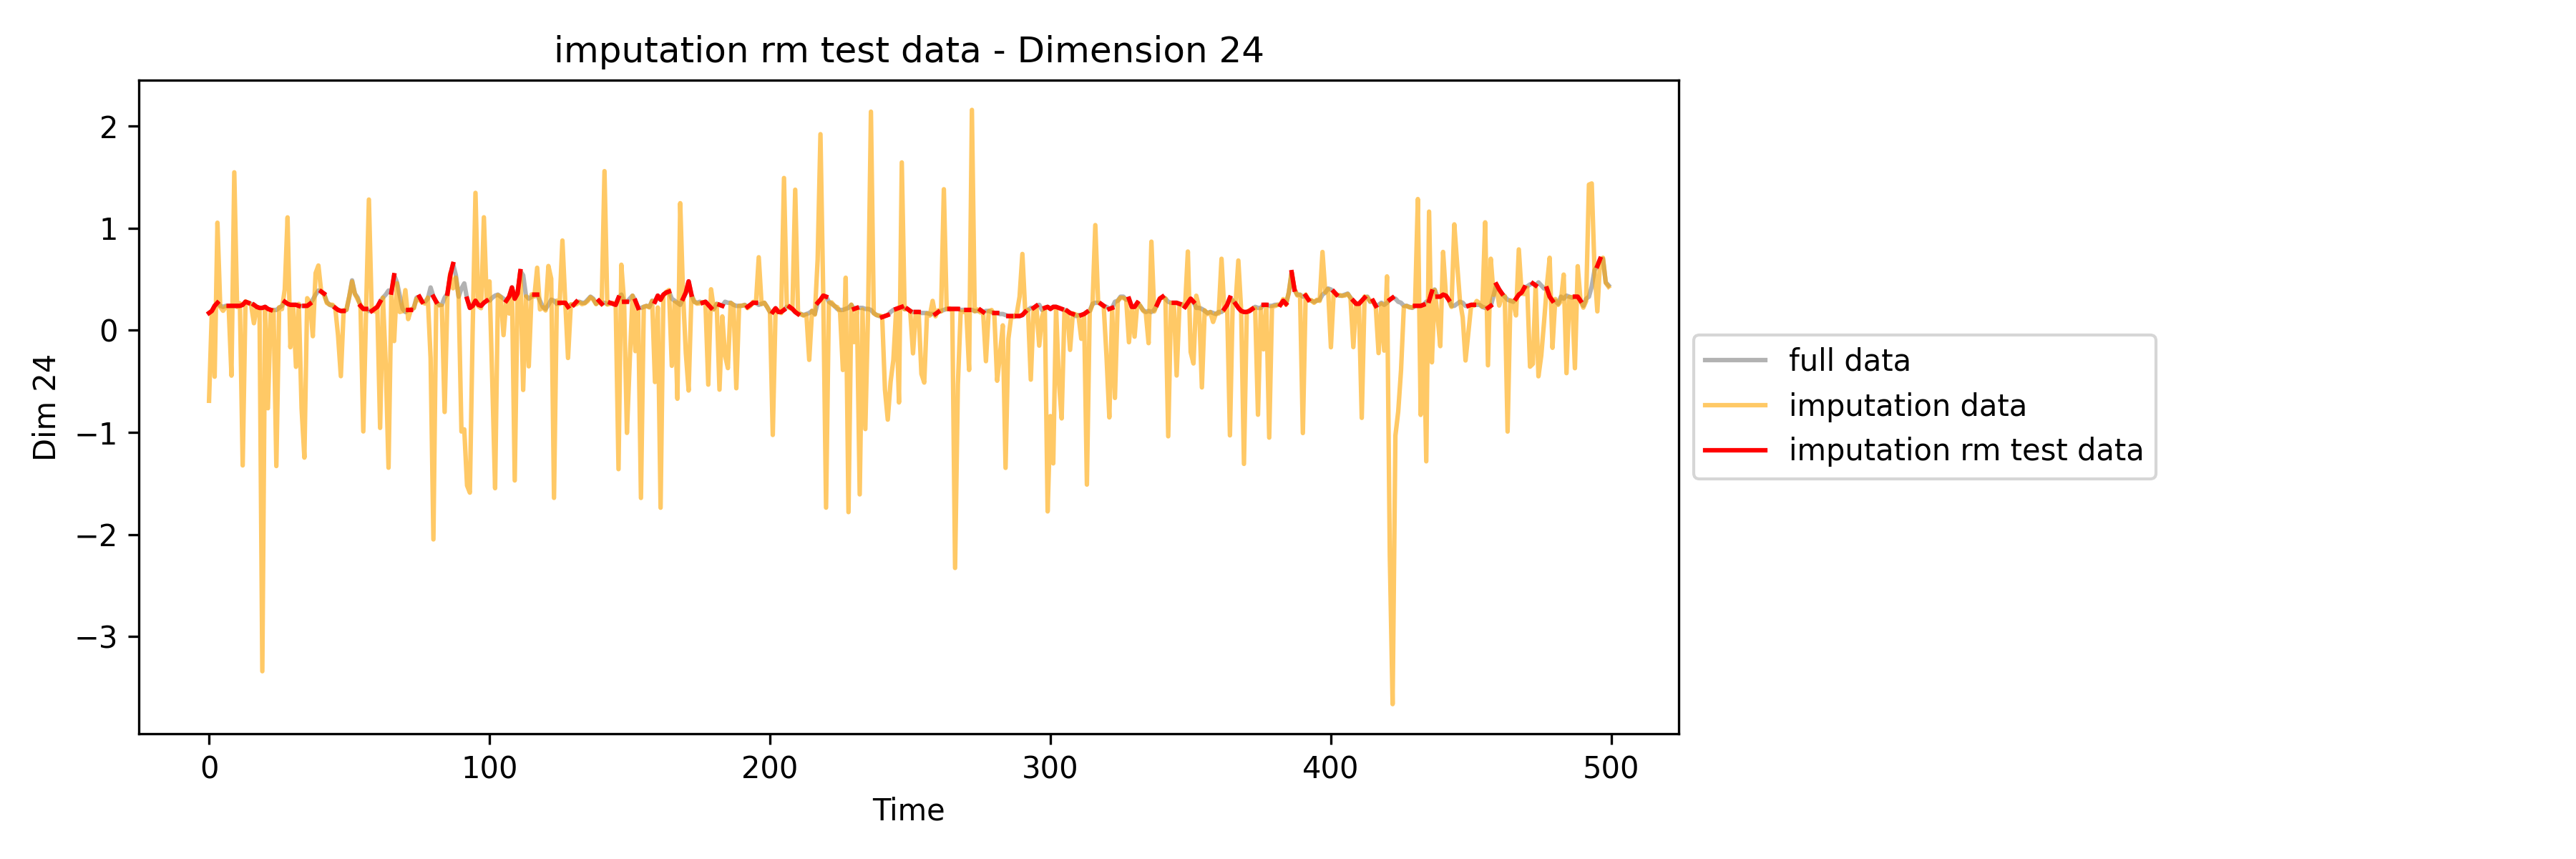 imputation rm test data - Dimension 24
2
1
0
−1
−2
−3
Dim 24
0 100 200 300 400 500
Time
full data
imputation data
imputation rm test data